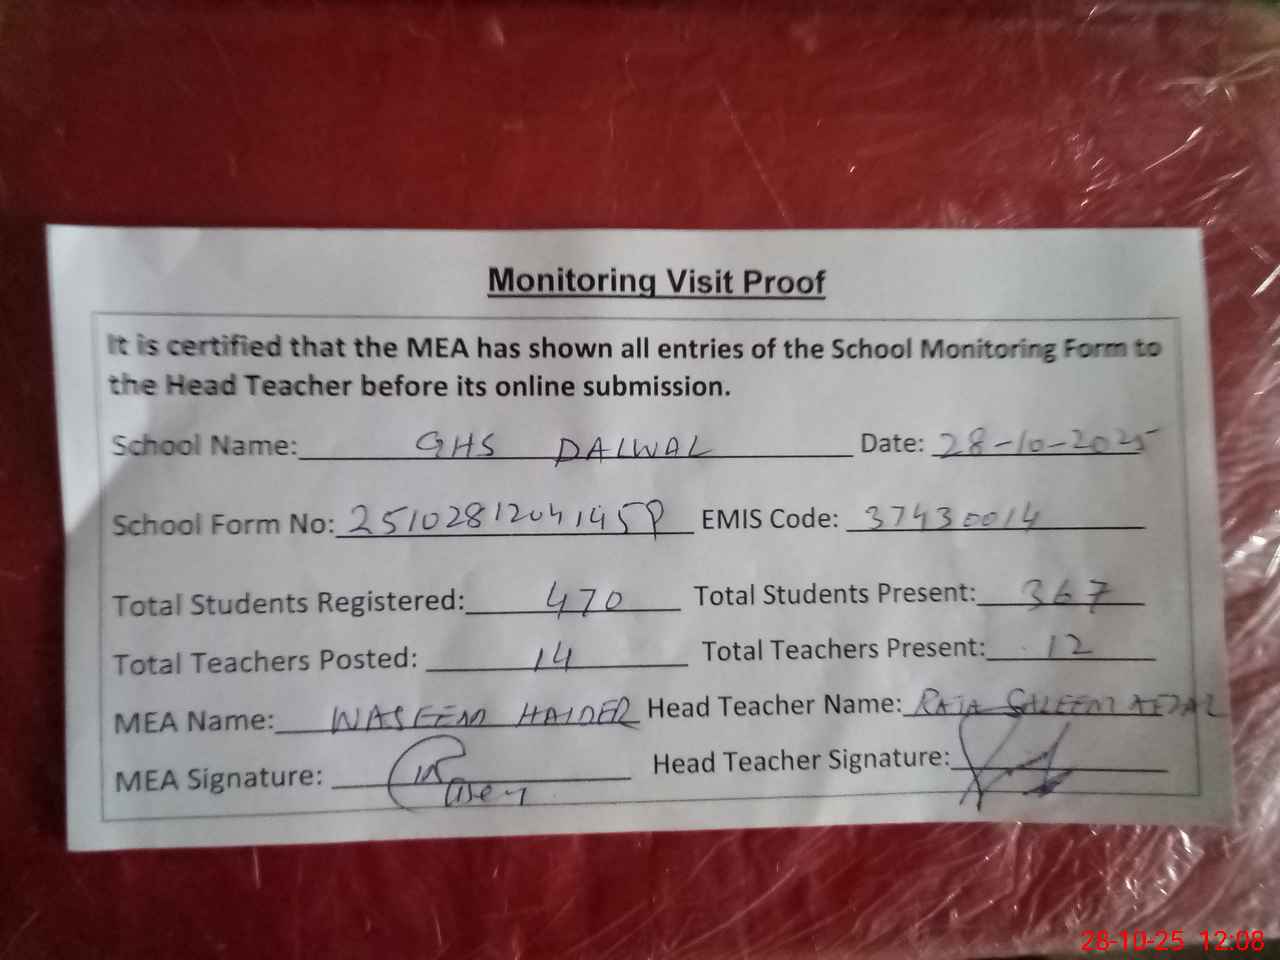 Monitoring Visit Proof
It is certified that the MEA has shown all entries of the School Monitoring Form to
the Head Teacher before its online submission.
School Name: GHS DALWAL Date: 28-10-2025
School Form No: EMIS Code: 37430014
Total Students Registered: 470 Total Students Present: 367
Total Teachers Posted: 14 Total Teachers Present: 12
MEA Name: WASEEM HAIDER Head Teacher Name: RAJA SALEEM AFZAL
MEA Signature: Head Teacher Signature:
28-10-25 12:08